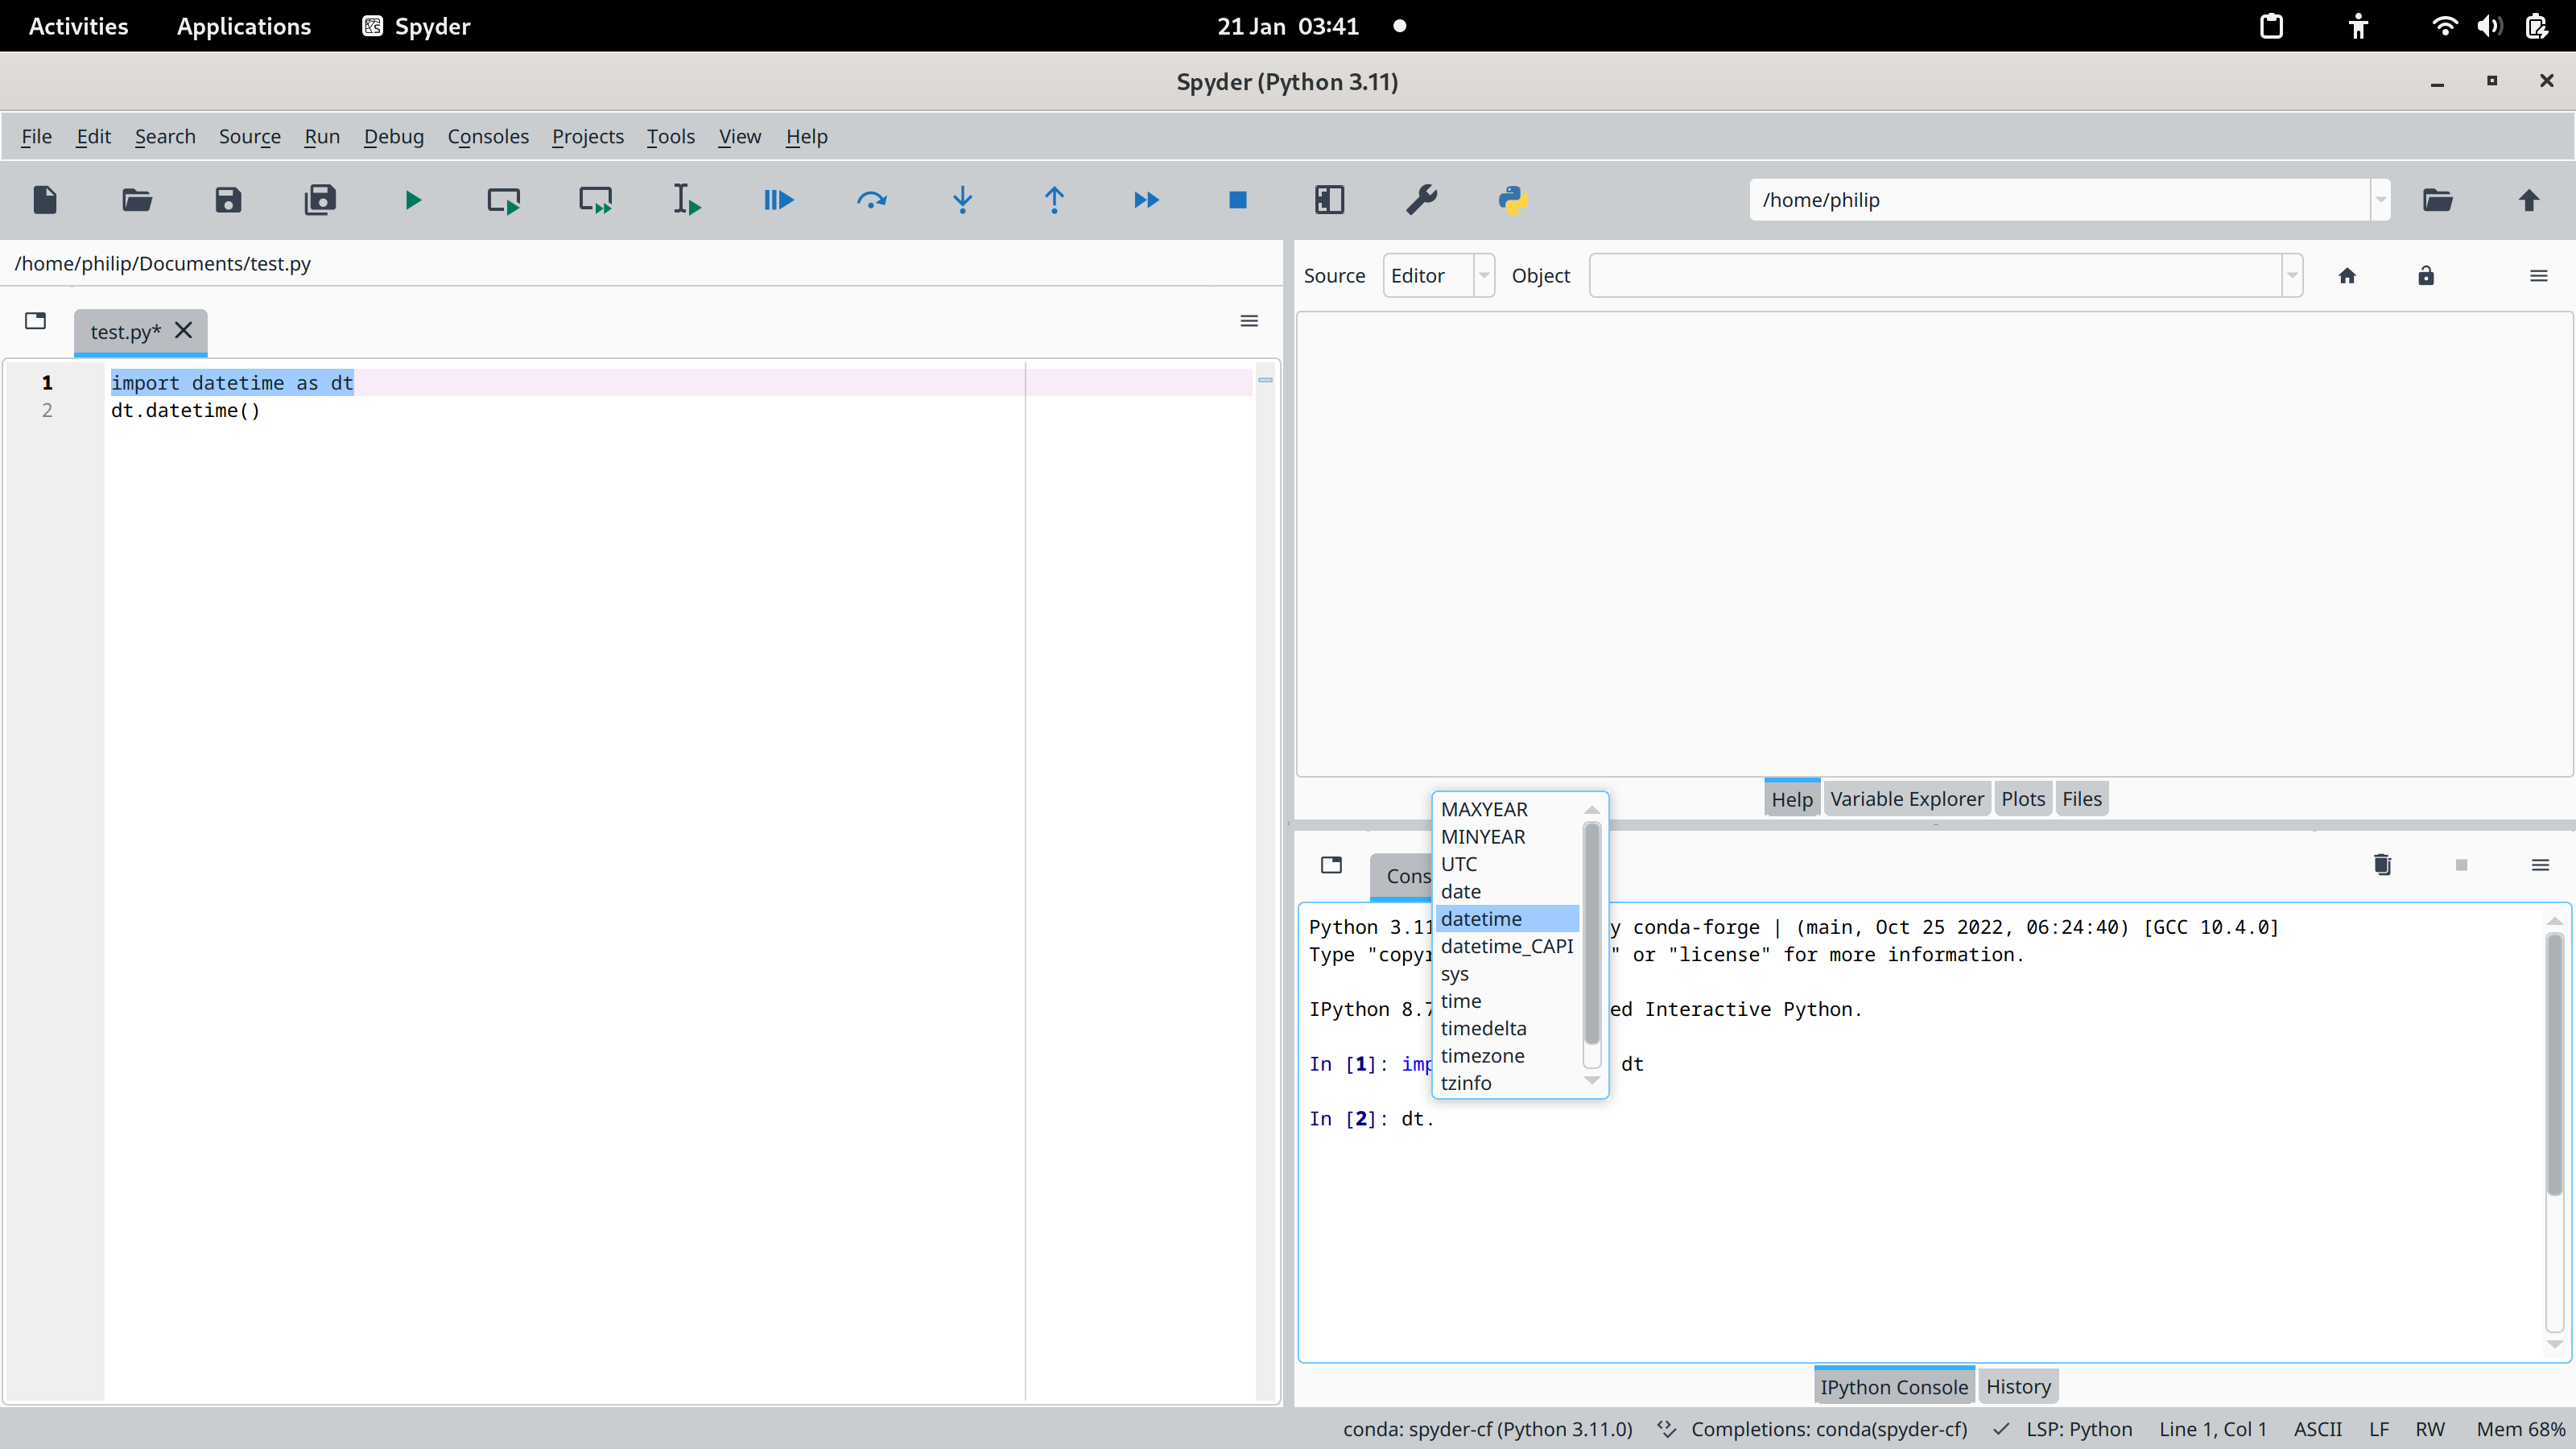 Activities Applications Spyder 21 Jan 03:41
Spyder (Python 3.11)
File Edit Search Source Run Debug Consoles Projects Tools View Help
/home/philip
/home/philip/Documents/test.py
test.py*
1 import datetime as dt
2 dt.datetime()
Source Editor Object
Help Variable Explorer Plots Files
Cons
MAXYEAR
MINYEAR
UTC
date
datetime
datetime_CAPI
sys
time
timedelta
timezone
tzinfo
Python 3.11 y conda-forge | (main, Oct 25 2022, 06:24:40) [GCC 10.4.0]
Type "copyr " or "license" for more information.
IPython 8.7 ed Interactive Python.
In [1]: imp dt
In [2]: dt.
IPython Console History
conda: spyder-cf (Python 3.11.0) Completions: conda(spyder-cf) LSP: Python Line 1, Col 1 ASCII LF RW Mem 68%